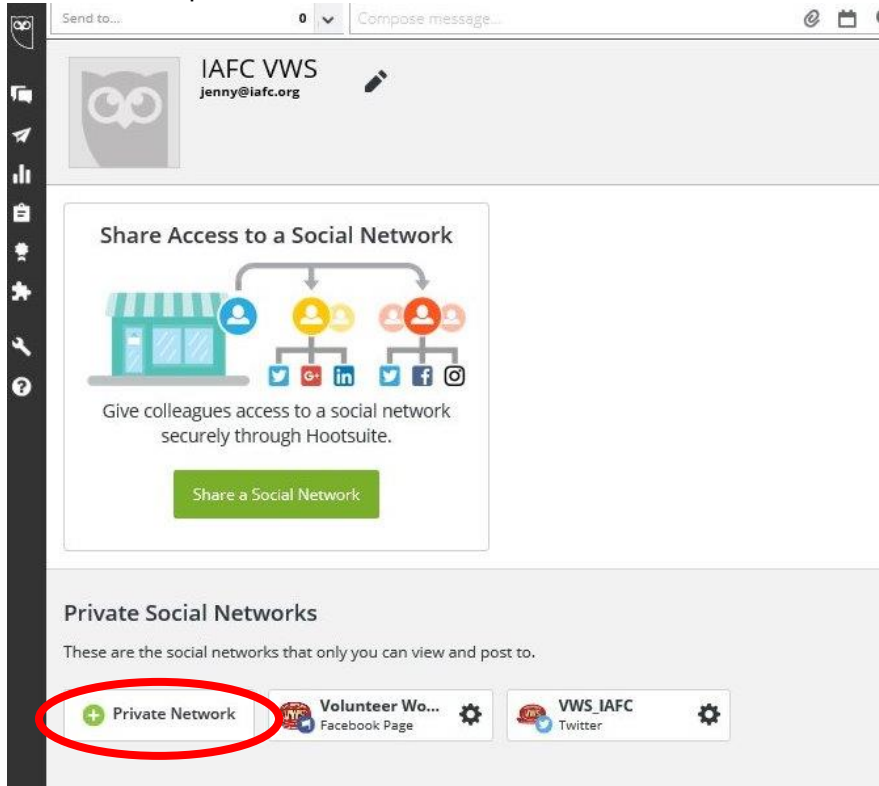 Send to... 0 Compose message...
IAFC VWS
jenny@iafc.org
Share Access to a Social Network
Give colleagues access to a social network
securely through Hootsuite.
Share a Social Network
Private Social Networks
These are the social networks that only you can view and post to.
Private Network
Volunteer Wo...
Facebook Page
VWS_IAFC
Twitter